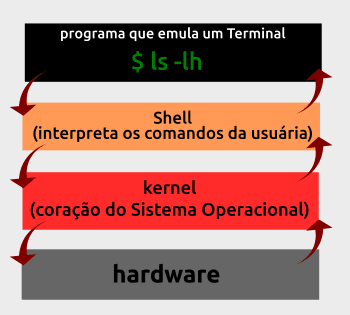 programa que emula um Terminal
$ ls -lh
Shell
(interpreta os comandos da usuária)
kernel
(coração do Sistema Operacional)
hardware